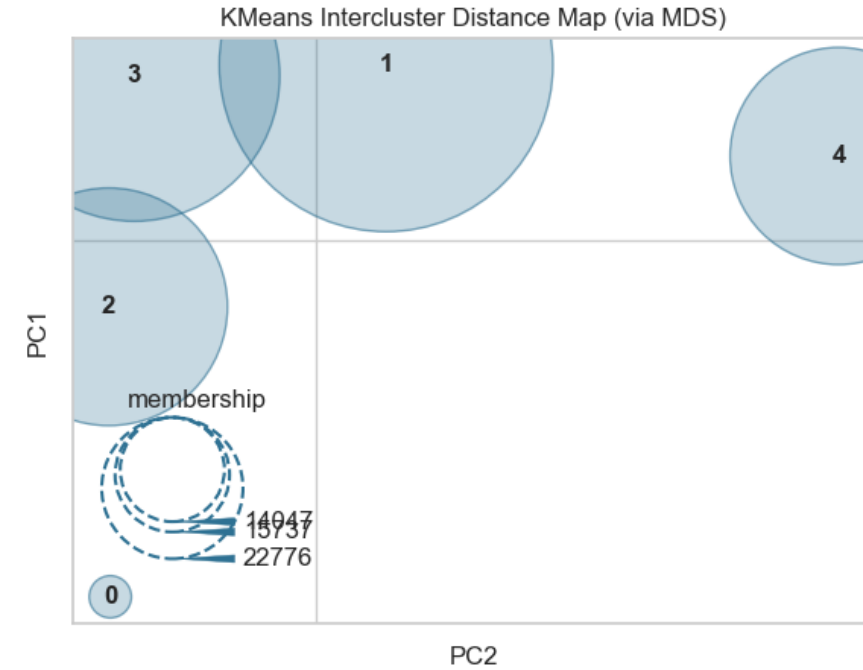 KMeans Intercluster Distance Map (via MDS)
3
1
4
2
PC1
membership
14047
15737
22776
0
PC2